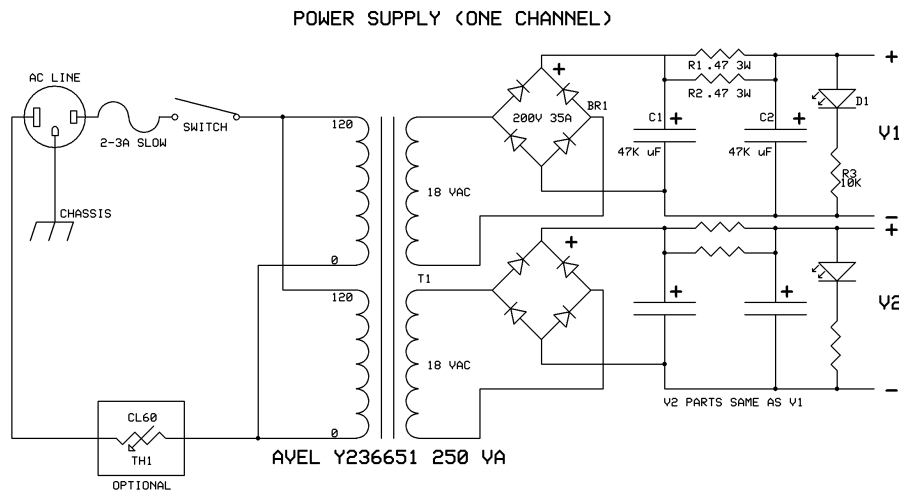 POWER SUPPLY (ONE CHANNEL)
AC LINE
2-3A SLOW
SWITCH
CHASSIS
120
0
120
0
18 VAC
T1
18 VAC
+
BR1
200V 35A
R1 .47 3W
R2 .47 3W
C1 +
47K uF
C2 +
47K uF
D1
R3
10K
+
V1
-
+
+
+
+
V2
-
V2 PARTS SAME AS V1
CL60
TH1
OPTIONAL
AVEL Y236651 250 VA